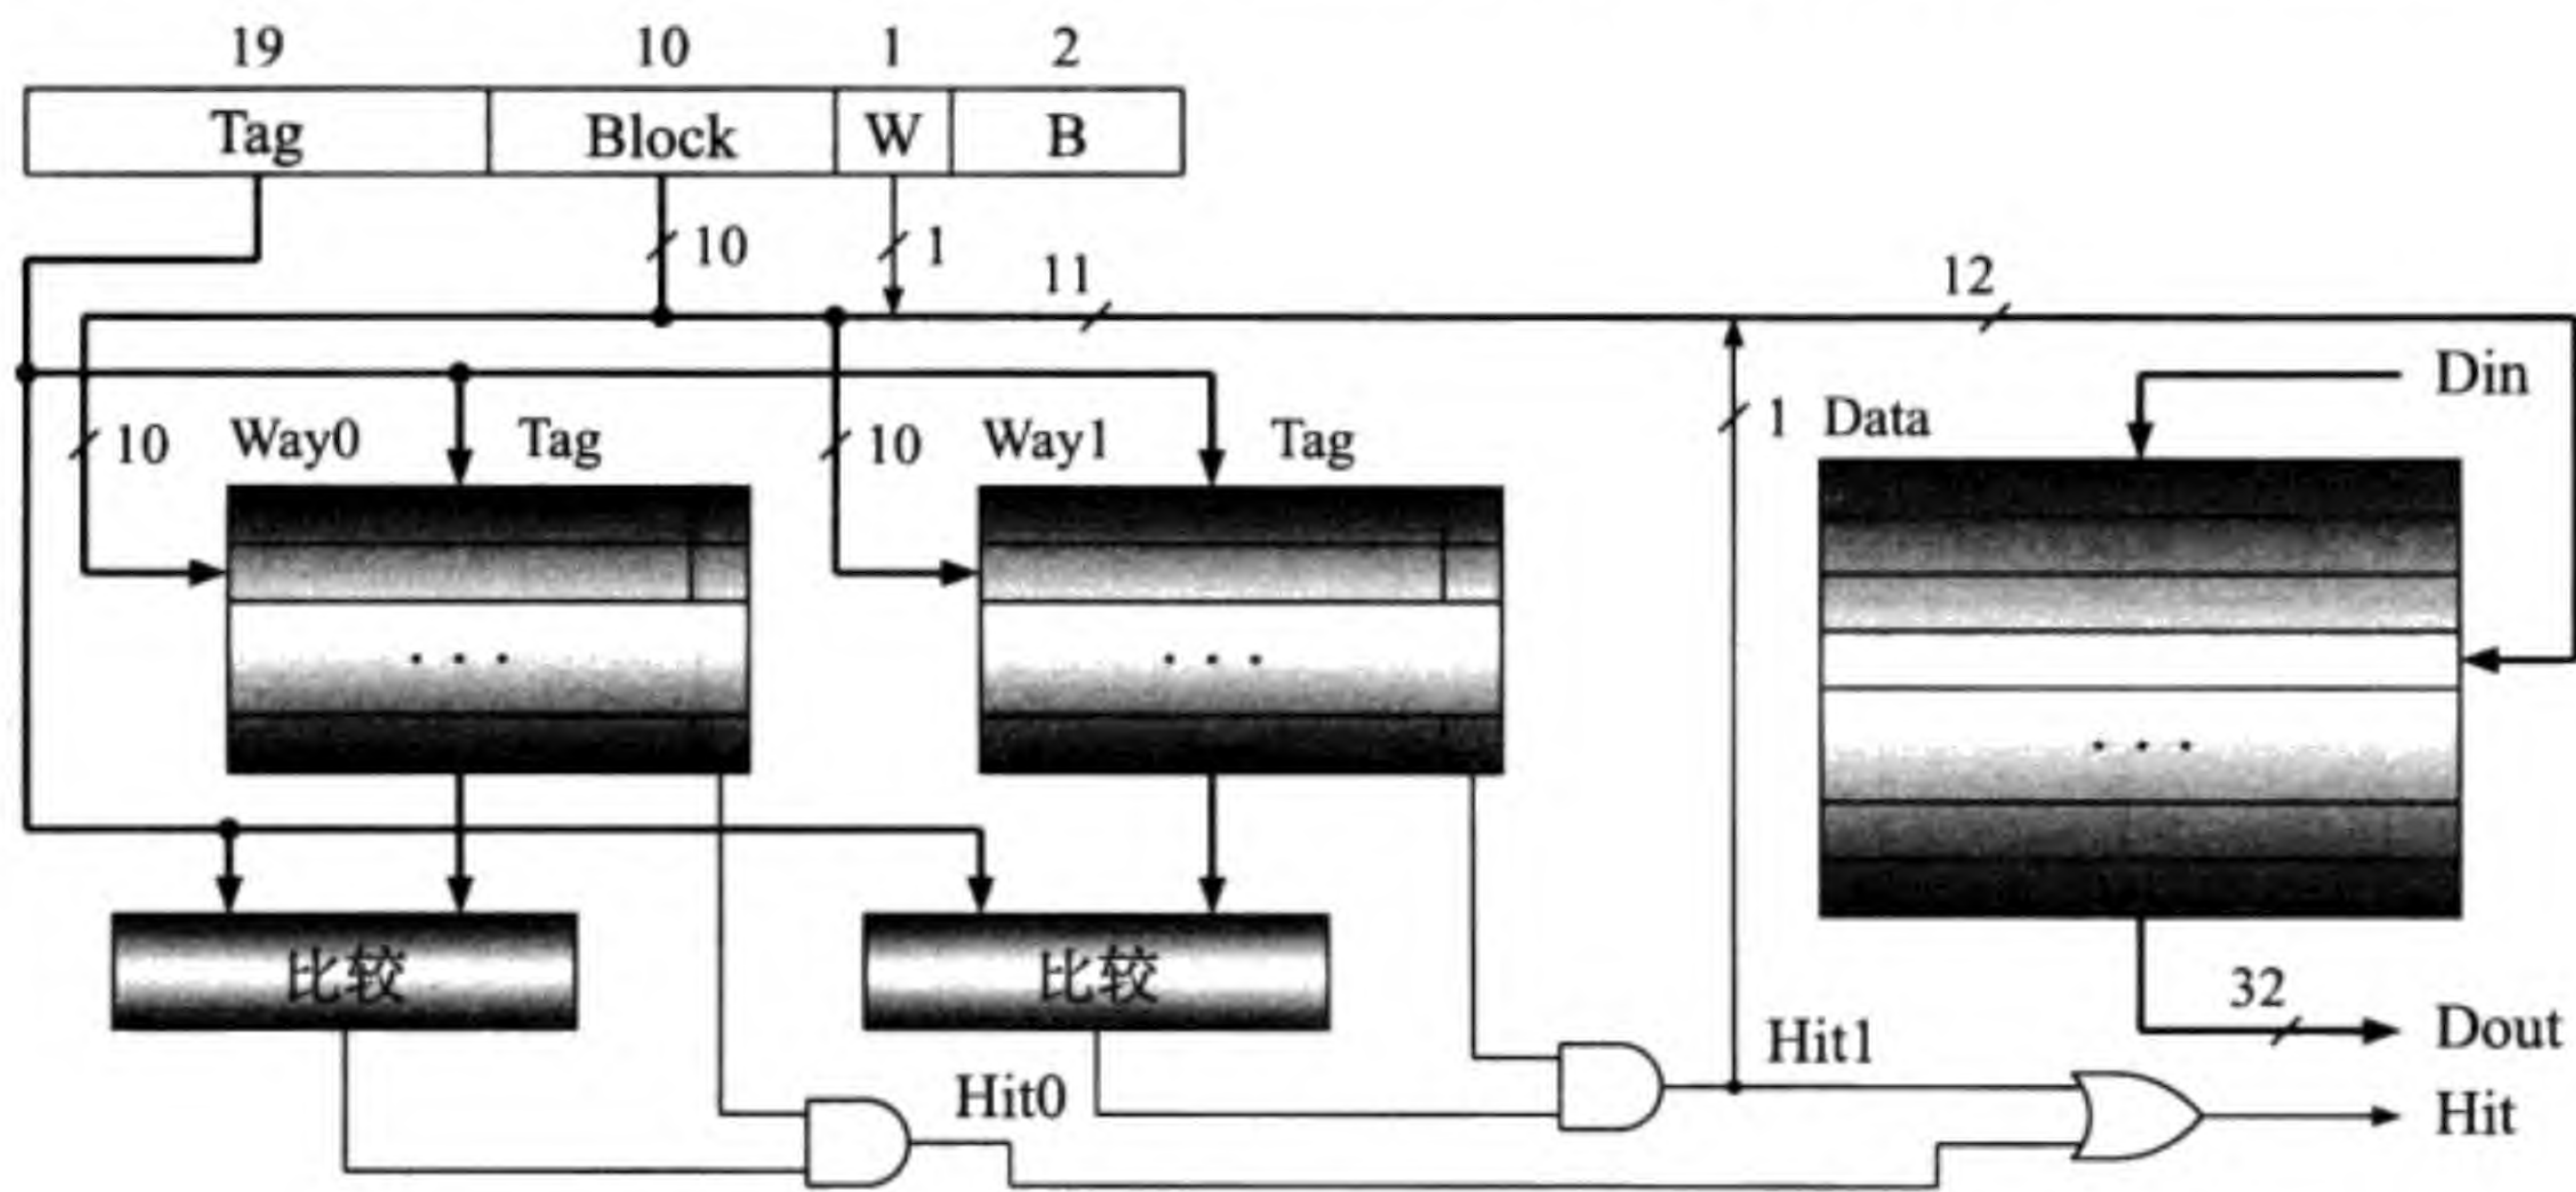 19 10 1 2
Tag Block W B
10 1 11 12
Din
10 Way0 Tag 10 Way1 Tag 1 Data
· · · · · ·
· · ·
比较 比较
32
Dout
Hit1
Hit0
Hit